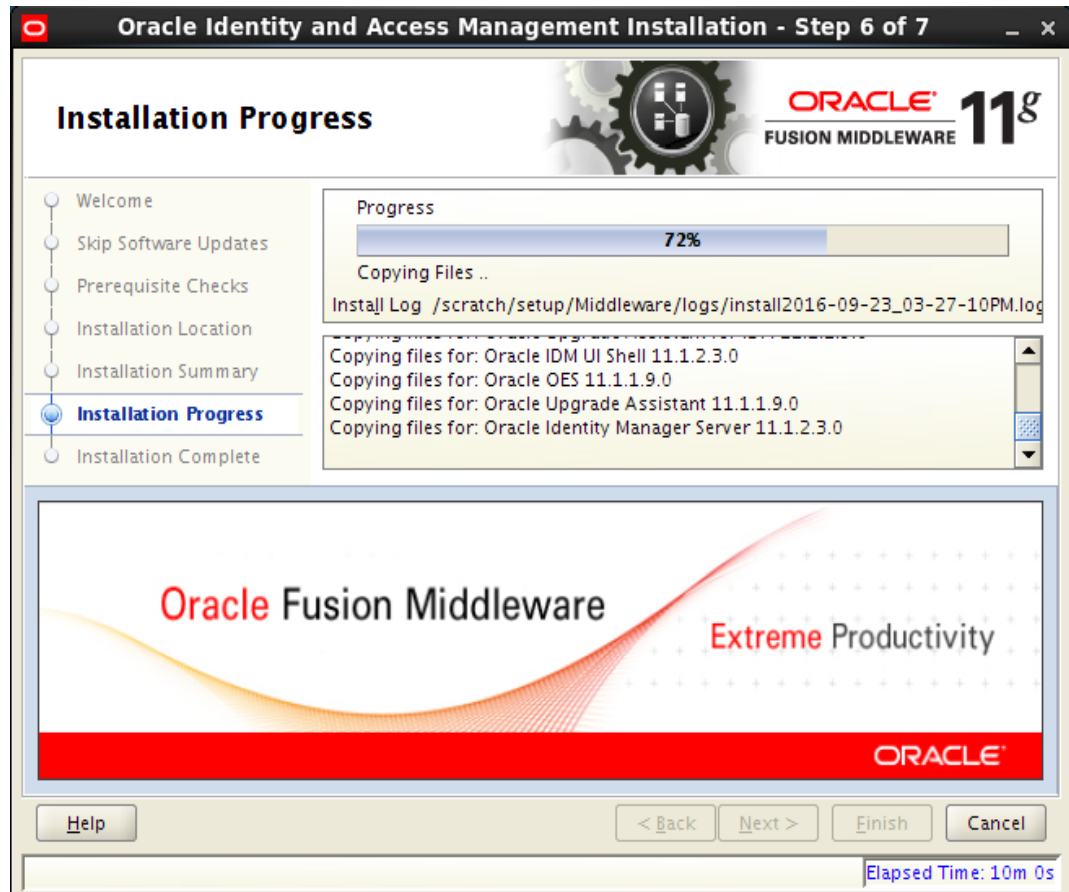 Oracle Identity and Access Management Installation - Step 6 of 7
Installation Progress
ORACLE
FUSION MIDDLEWARE
11g
Welcome
Skip Software Updates
Prerequisite Checks
Installation Location
Installation Summary
Installation Progress
Installation Complete
Progress
72%
Copying Files ..
Install Log /scratch/setup/Middleware/logs/install2016-09-23_03-27-10PM.log
Copying files for: Oracle IDM UI Shell 11.1.2.3.0
Copying files for: Oracle OES 11.1.1.9.0
Copying files for: Oracle Upgrade Assistant 11.1.1.9.0
Copying files for: Oracle Identity Manager Server 11.1.2.3.0
Oracle Fusion Middleware
Extreme Productivity
ORACLE
Help
< Back
Next >
Finish
Cancel
Elapsed Time: 10m 0s